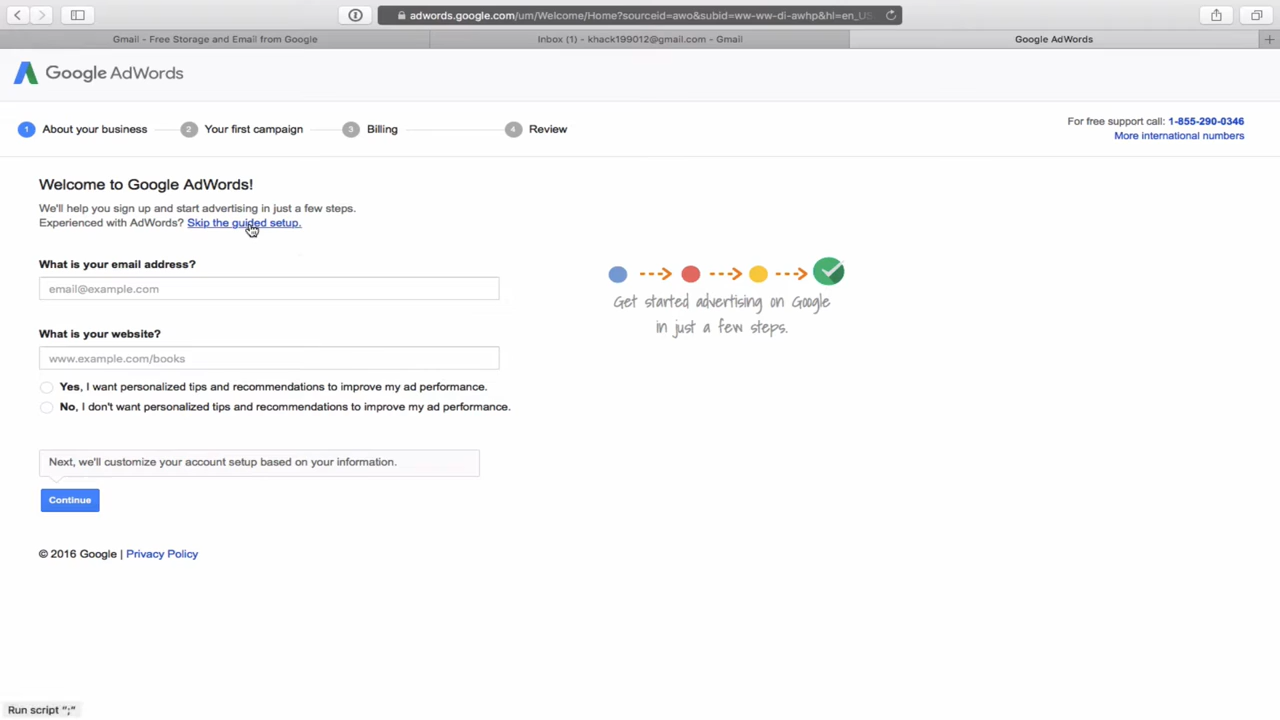 adwords.google.com/um/Welcome/Home?sourceid=awo&subid=ww-ww-di-awhp&hl=en_US
Gmail - Free Storage and Email from Google
Inbox (1) - khack199012@gmail.com - Gmail
Google AdWords
Google AdWords
1 About your business
2 Your first campaign
3 Billing
4 Review
For free support call: 1-855-290-0346
More international numbers
Welcome to Google AdWords!
We'll help you sign up and start advertising in just a few steps.
Experienced with AdWords? Skip the guided setup.
What is your email address?
email@example.com
What is your website?
www.example.com/books
Yes, I want personalized tips and recommendations to improve my ad performance.
No, I don't want personalized tips and recommendations to improve my ad performance.
Get started advertising on Google
in just a few steps.
Next, we'll customize your account setup based on your information.
Continue
© 2016 Google | Privacy Policy
Run script ";"